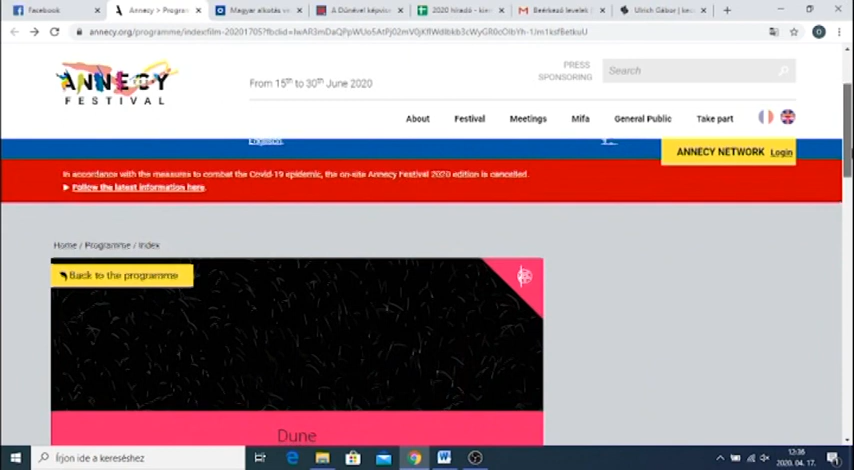 Facebook
Annecy > Program
Magyar alkotás ve
A Dűnével képvise
2020 híradó - kie
Beérkező levelek (
Ulrich Gábor | kec
annecy.org/programme/index:film-20201705?fbclid=
ANNECY
FESTIVAL
From 15th to 30th June 2020
PRESS
SPONSORING
Search
About
Festival
Meetings
Mifa
General Public
Take part
ANNECY NETWORK Login
In accordance with the measures to combat the Covid-19 epidemic, the on-site Annecy Festival 2020 edition is cancelled.
► Follow the latest information here.
Home / Programme / Index
Back to the programme
Dune
Írjon ide a kereséshez
12:36
2020. 04. 17.